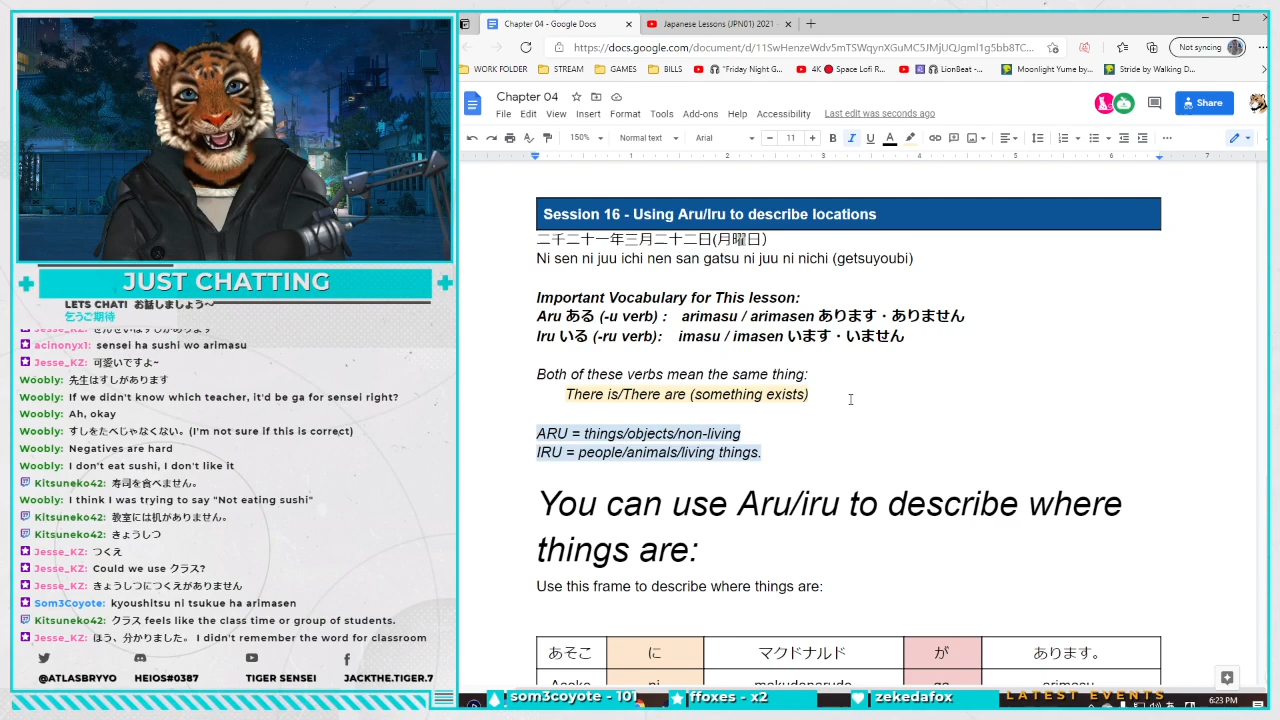 JUST CHATTING
LETS CHAT! お話しましょう~
乞うご期待
acinonyx1: sensei ha sushi wo arimasu
Jesse_KZ: 可愛いですよ~
Woobly: 先生はすしがあります
Woobly: If we didn't know which teacher, it'd be ga for sensei right?
Woobly: Ah, okay
Woobly: すしをたべじゃなくない。(I'm not sure if this is correct)
Woobly: Negatives are hard
Woobly: I don't eat sushi, I don't like it
Kitsuneko42: 寿司を食べません。
Woobly: I think I was trying to say "Not eating sushi"
Kitsuneko42: 教室には机がありません。
Kitsuneko42: きょうしつ
Jesse_KZ: つくえ
Jesse_KZ: Could we use クラス?
Jesse_KZ: きょうしつにつくえがありません
Som3Coyote: kyoushitsu ni tsukue ha arimasen
Kitsuneko42: クラス feels like the class time or group of students.
Jesse_KZ: ほう、分かりました。 I didn't remember the word for classroom
@ATLASBRYYO HEIOS#0387 TIGER SENSEI JACKTHE.TIGER.7
Chapter 04 - Google Docs
Japanese Lessons (JPN01) 2021 -
https://docs.google.com/document/d/11SwHenzeWdv5mTSWqynXGuMC5JMjUQJgml1g5bb8TC...
Not syncing
WORK FOLDER STREAM GAMES BILLS "Friday Night G... 4K Space Lofi R... LionBeat -... Moonlight Yume by... Stride by Walking D...
Chapter 04
File Edit View Insert Format Tools Add-ons Help Accessibility Last edit was seconds ago
Share
150% Normal text Arial 11 B I U A
1 2 3 4 5 6 7
Session 16 - Using Aru/Iru to describe locations
二千二十一年三月二十二日(月曜日)
Ni sen ni juu ichi nen san gatsu ni juu ni nichi (getsuyoubi)
Important Vocabulary for This lesson:
Aru ある (-u verb) : arimasu / arimasen あります・ありません
Iru いる (-ru verb): imasu / imasen います・いません
Both of these verbs mean the same thing:
There is/There are (something exists)
ARU = things/objects/non-living
IRU = people/animals/living things.
You can use Aru/iru to describe where
things are:
Use this frame to describe where things are:
あそこ に マクドナルド が あります。
som3coyote - 101 ffoxes - x2 zekedafox LATEST EVENTS
6:23 PM